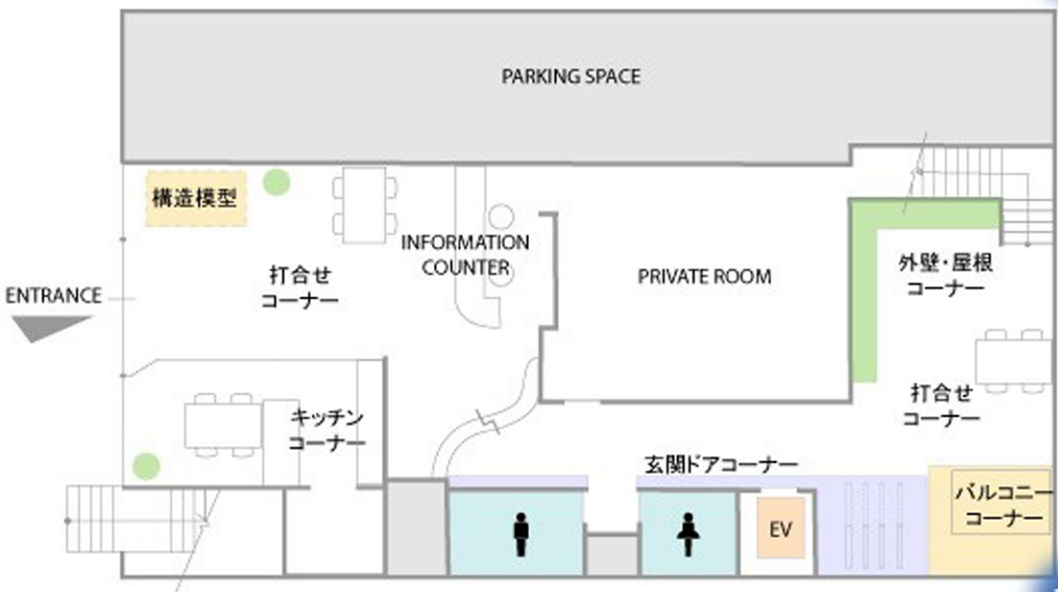 PARKING SPACE
構造模型
INFORMATION
COUNTER
打合せ
コーナー
ENTRANCE
PRIVATE ROOM
外壁・屋根
コーナー
打合せ
コーナー
キッチン
コーナー
玄関ドアコーナー
バルコニー
コーナー
EV